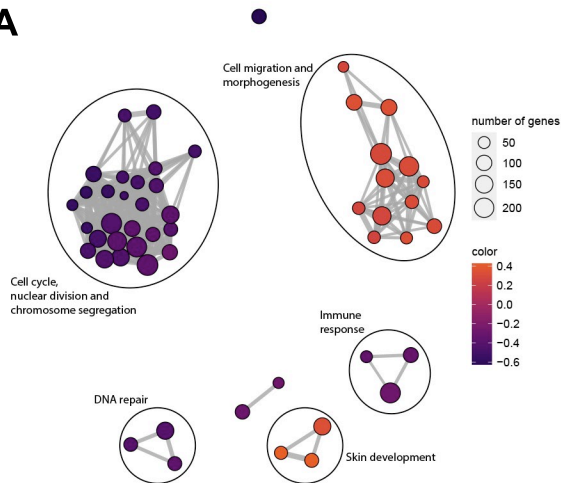 A
Cell migration and
morphogenesis
number of genes
50
100
150
200
color
0.4
0.2
0.0
−0.2
−0.4
−0.6
Cell cycle,
nuclear division and
chromosome segregation
Immune
response
DNA repair
Skin development